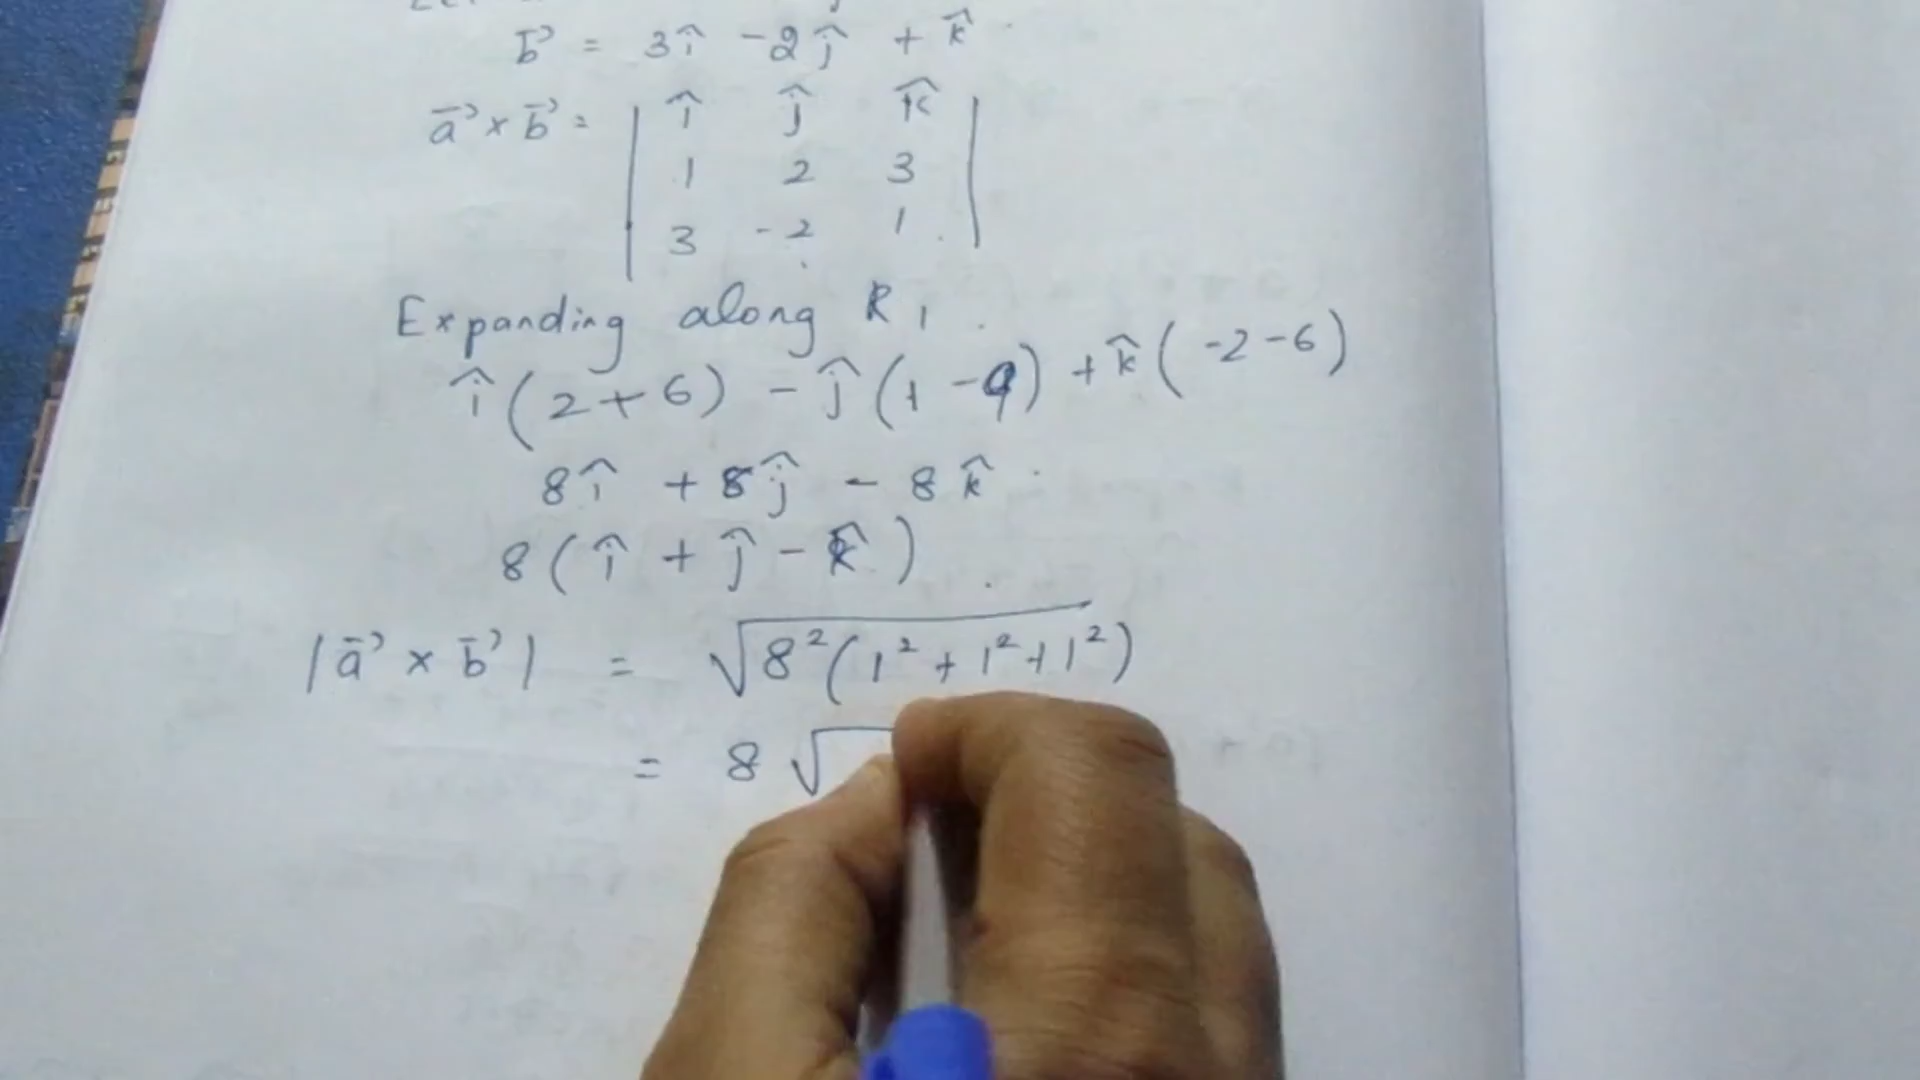 b⃗ = 3î - 2ĵ + k̂
a⃗ × b⃗ = | î ĵ k̂ |
1 2 3
3 -2 1
Expanding along R₁
î(2+6) - ĵ(1-9) + k̂(-2-6)
8î + 8ĵ - 8k̂
8(î + ĵ - k̂)
|a⃗ × b⃗| = √8²(1² + 1² + 1²)
= 8√